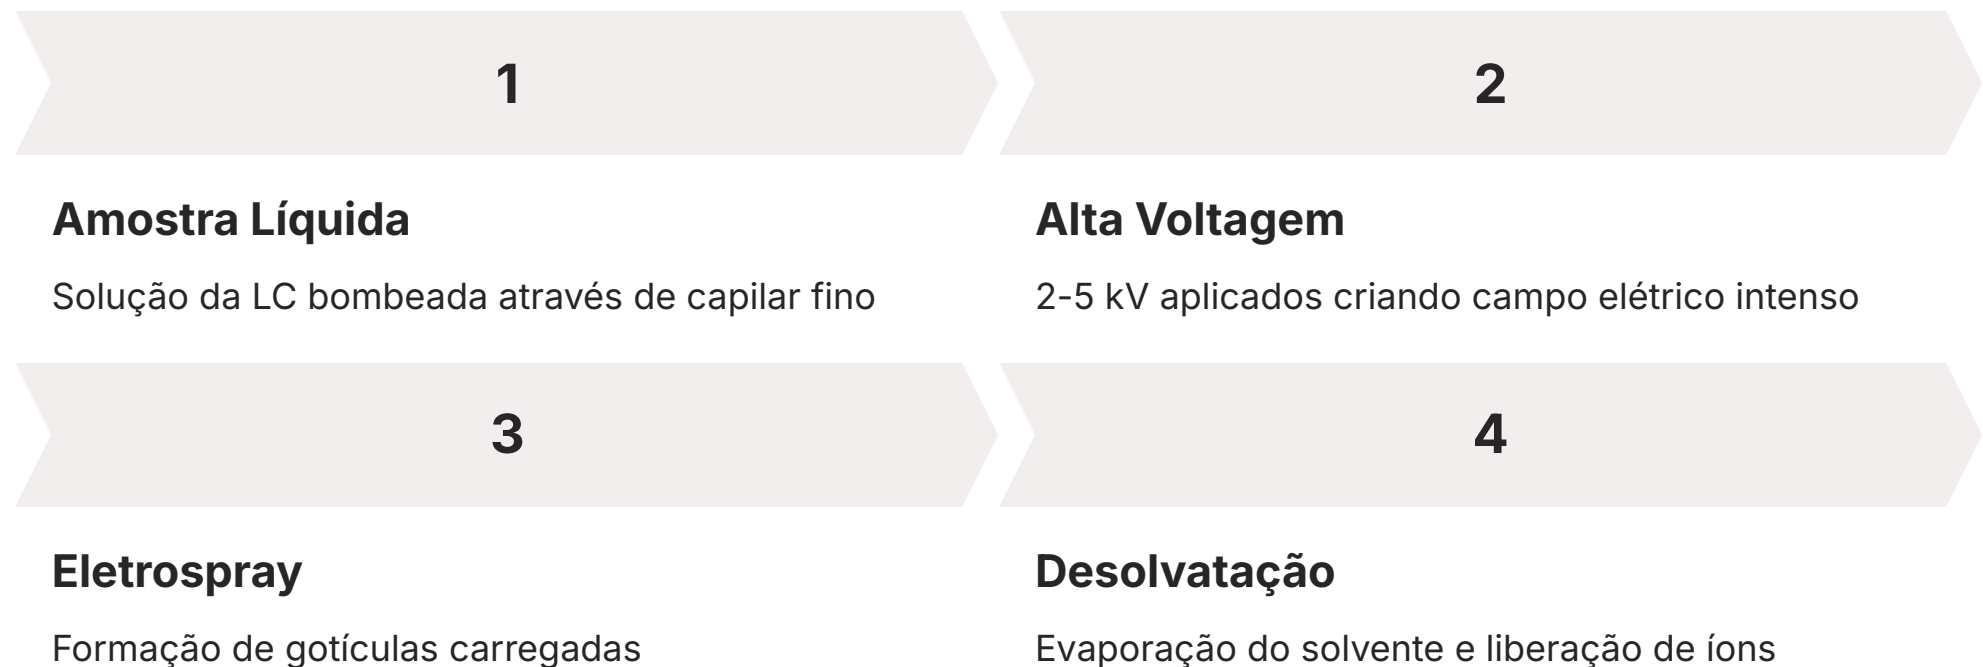 1
Amostra Líquida
Solução da LC bombeada através de capilar fino
2
Alta Voltagem
2-5 kV aplicados criando campo elétrico intenso
3
Eletrospray
Formação de gotículas carregadas
4
Desolvatação
Evaporação do solvente e liberação de íons